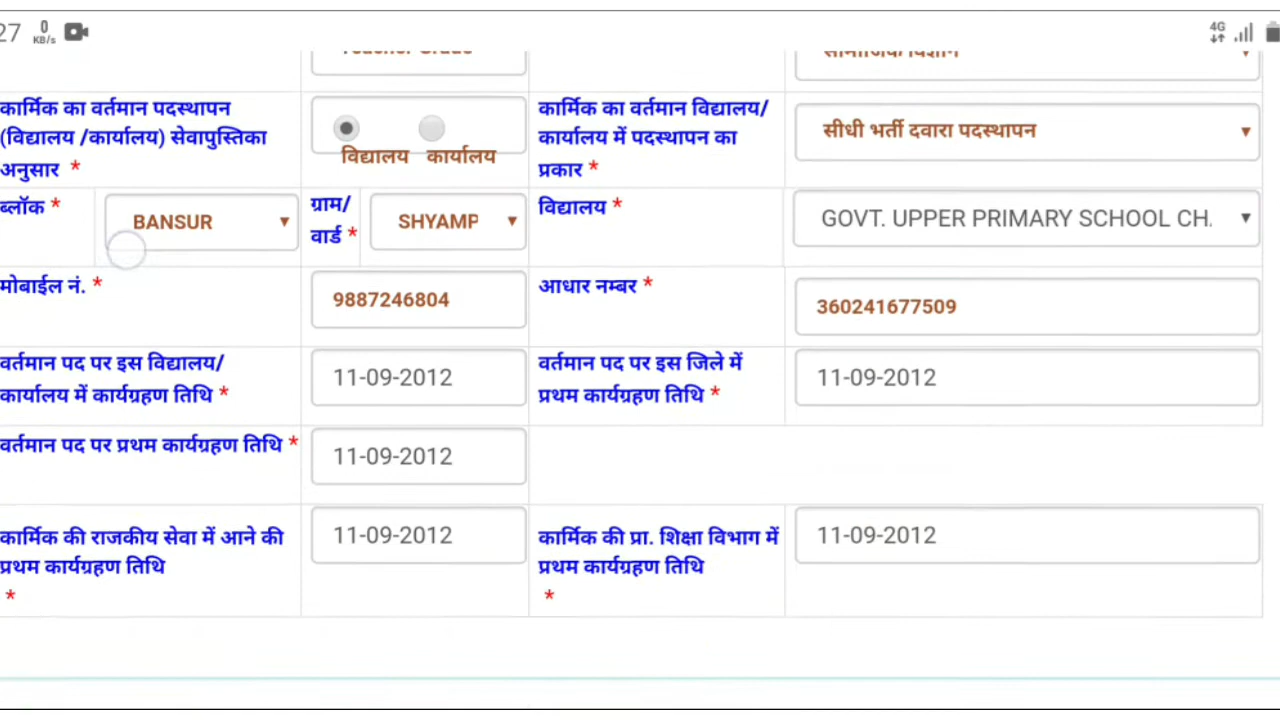 27 0 KB/s 4G
कार्मिक का वर्तमान पदस्थापन
(विद्यालय /कार्यालय) सेवापुस्तिका
अनुसार *
विद्यालय कार्यालय
कार्मिक का वर्तमान विद्यालय/
कार्यालय में पदस्थापन का
प्रकार *
सीधी भर्ती दवारा पदस्थापन
ब्लॉक *
BANSUR
ग्राम/
वार्ड *
SHYAMP
विद्यालय *
GOVT. UPPER PRIMARY SCHOOL CH.
मोबाईल नं. *
9887246804
आधार नम्बर *
360241677509
वर्तमान पद पर इस विद्यालय/
कार्यालय में कार्यग्रहण तिथि *
11-09-2012
वर्तमान पद पर इस जिले में
प्रथम कार्यग्रहण तिथि *
11-09-2012
वर्तमान पद पर प्रथम कार्यग्रहण तिथि *
11-09-2012
कार्मिक की राजकीय सेवा में आने की
प्रथम कार्यग्रहण तिथि
*
11-09-2012
कार्मिक की प्रा. शिक्षा विभाग में
प्रथम कार्यग्रहण तिथि
*
11-09-2012